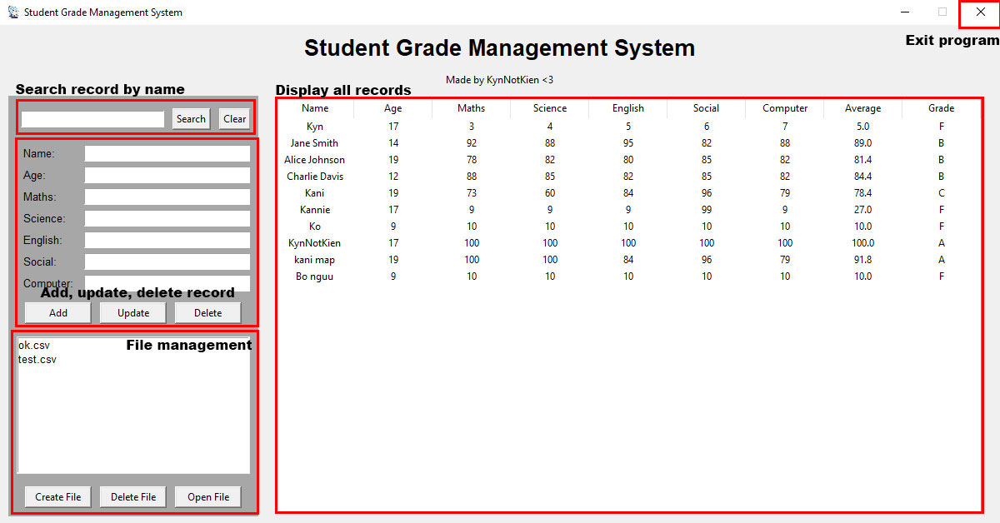 Student Grade Management System
Student Grade Management System
Exit program
Made by KynNotKien <3
Search record by name
Search Clear
Name:
Age:
Maths:
Science:
English:
Social:
Computer:
Add, update, delete record
Add Update Delete
File management
ok.csv
test.csv
Create File Delete File Open File
Display all records
Name Age Maths Science English Social Computer Average Grade
Kyn 17 3 4 5 6 7 5.0 F
Jane Smith 14 92 88 95 82 88 89.0 B
Alice Johnson 19 78 82 80 85 82 81.4 B
Charlie Davis 12 88 85 82 85 82 84.4 B
Kani 19 73 60 84 96 79 78.4 C
Kannie 17 9 9 9 99 9 27.0 F
Ko 9 10 10 10 10 10 10.0 F
KynNotKien 17 100 100 100 100 100 100.0 A
kani map 19 100 100 84 96 79 91.8 A
Bo nguu 9 10 10 10 10 10 10.0 F